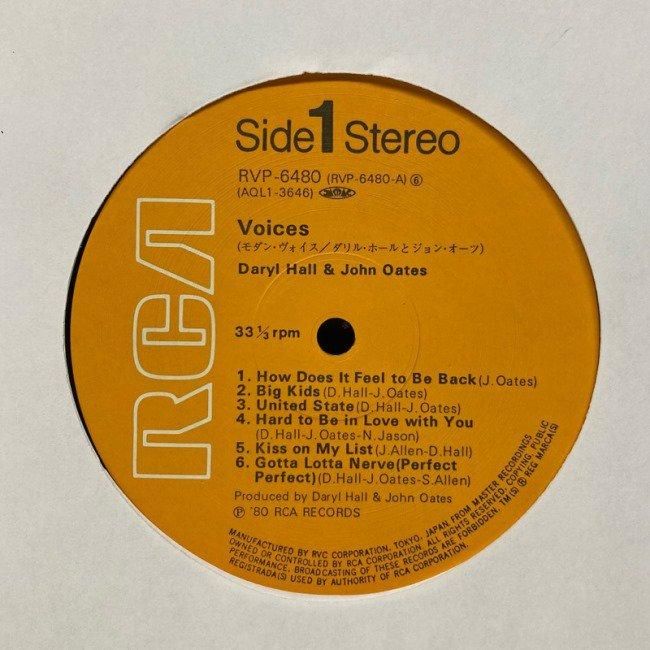 RCA
Side 1 Stereo
RVP-6480 (RVP-6480-A) ⑥
(AQL1-3646)
Voices
(モダン・ヴォイス/ダリル・ホールとジョン・オーツ)
Daryl Hall & John Oates
33 1/3 rpm
1. How Does It Feel to Be Back (J. Oates)
2. Big Kids (D. Hall-J. Oates)
3. United State (D. Hall-J. Oates)
4. Hard to Be in Love with You
(D. Hall-J. Oates-N. Jason)
5. Kiss on My List (J. Allen-D. Hall)
6. Gotta Lotta Nerve (Perfect
Perfect) (D. Hall-J. Oates-S. Allen)
Produced by Daryl Hall & John Oates
Ⓟ '80 RCA RECORDS
MANUFACTURED BY RVC CORPORATION, TOKYO, JAPAN FROM MASTER RECORDINGS
OWNED OR CONTROLLED BY RCA CORPORATION ALL RIGHTS RESERVED. COPYING, PUBLIC
PERFORMANCE, BROADCASTING OF THESE RECORDS ARE FORBIDDEN. TM(S) ® REG MARCA(S)
REGISTRADA(S) USED BY AUTHORITY OF RCA CORPORATION.